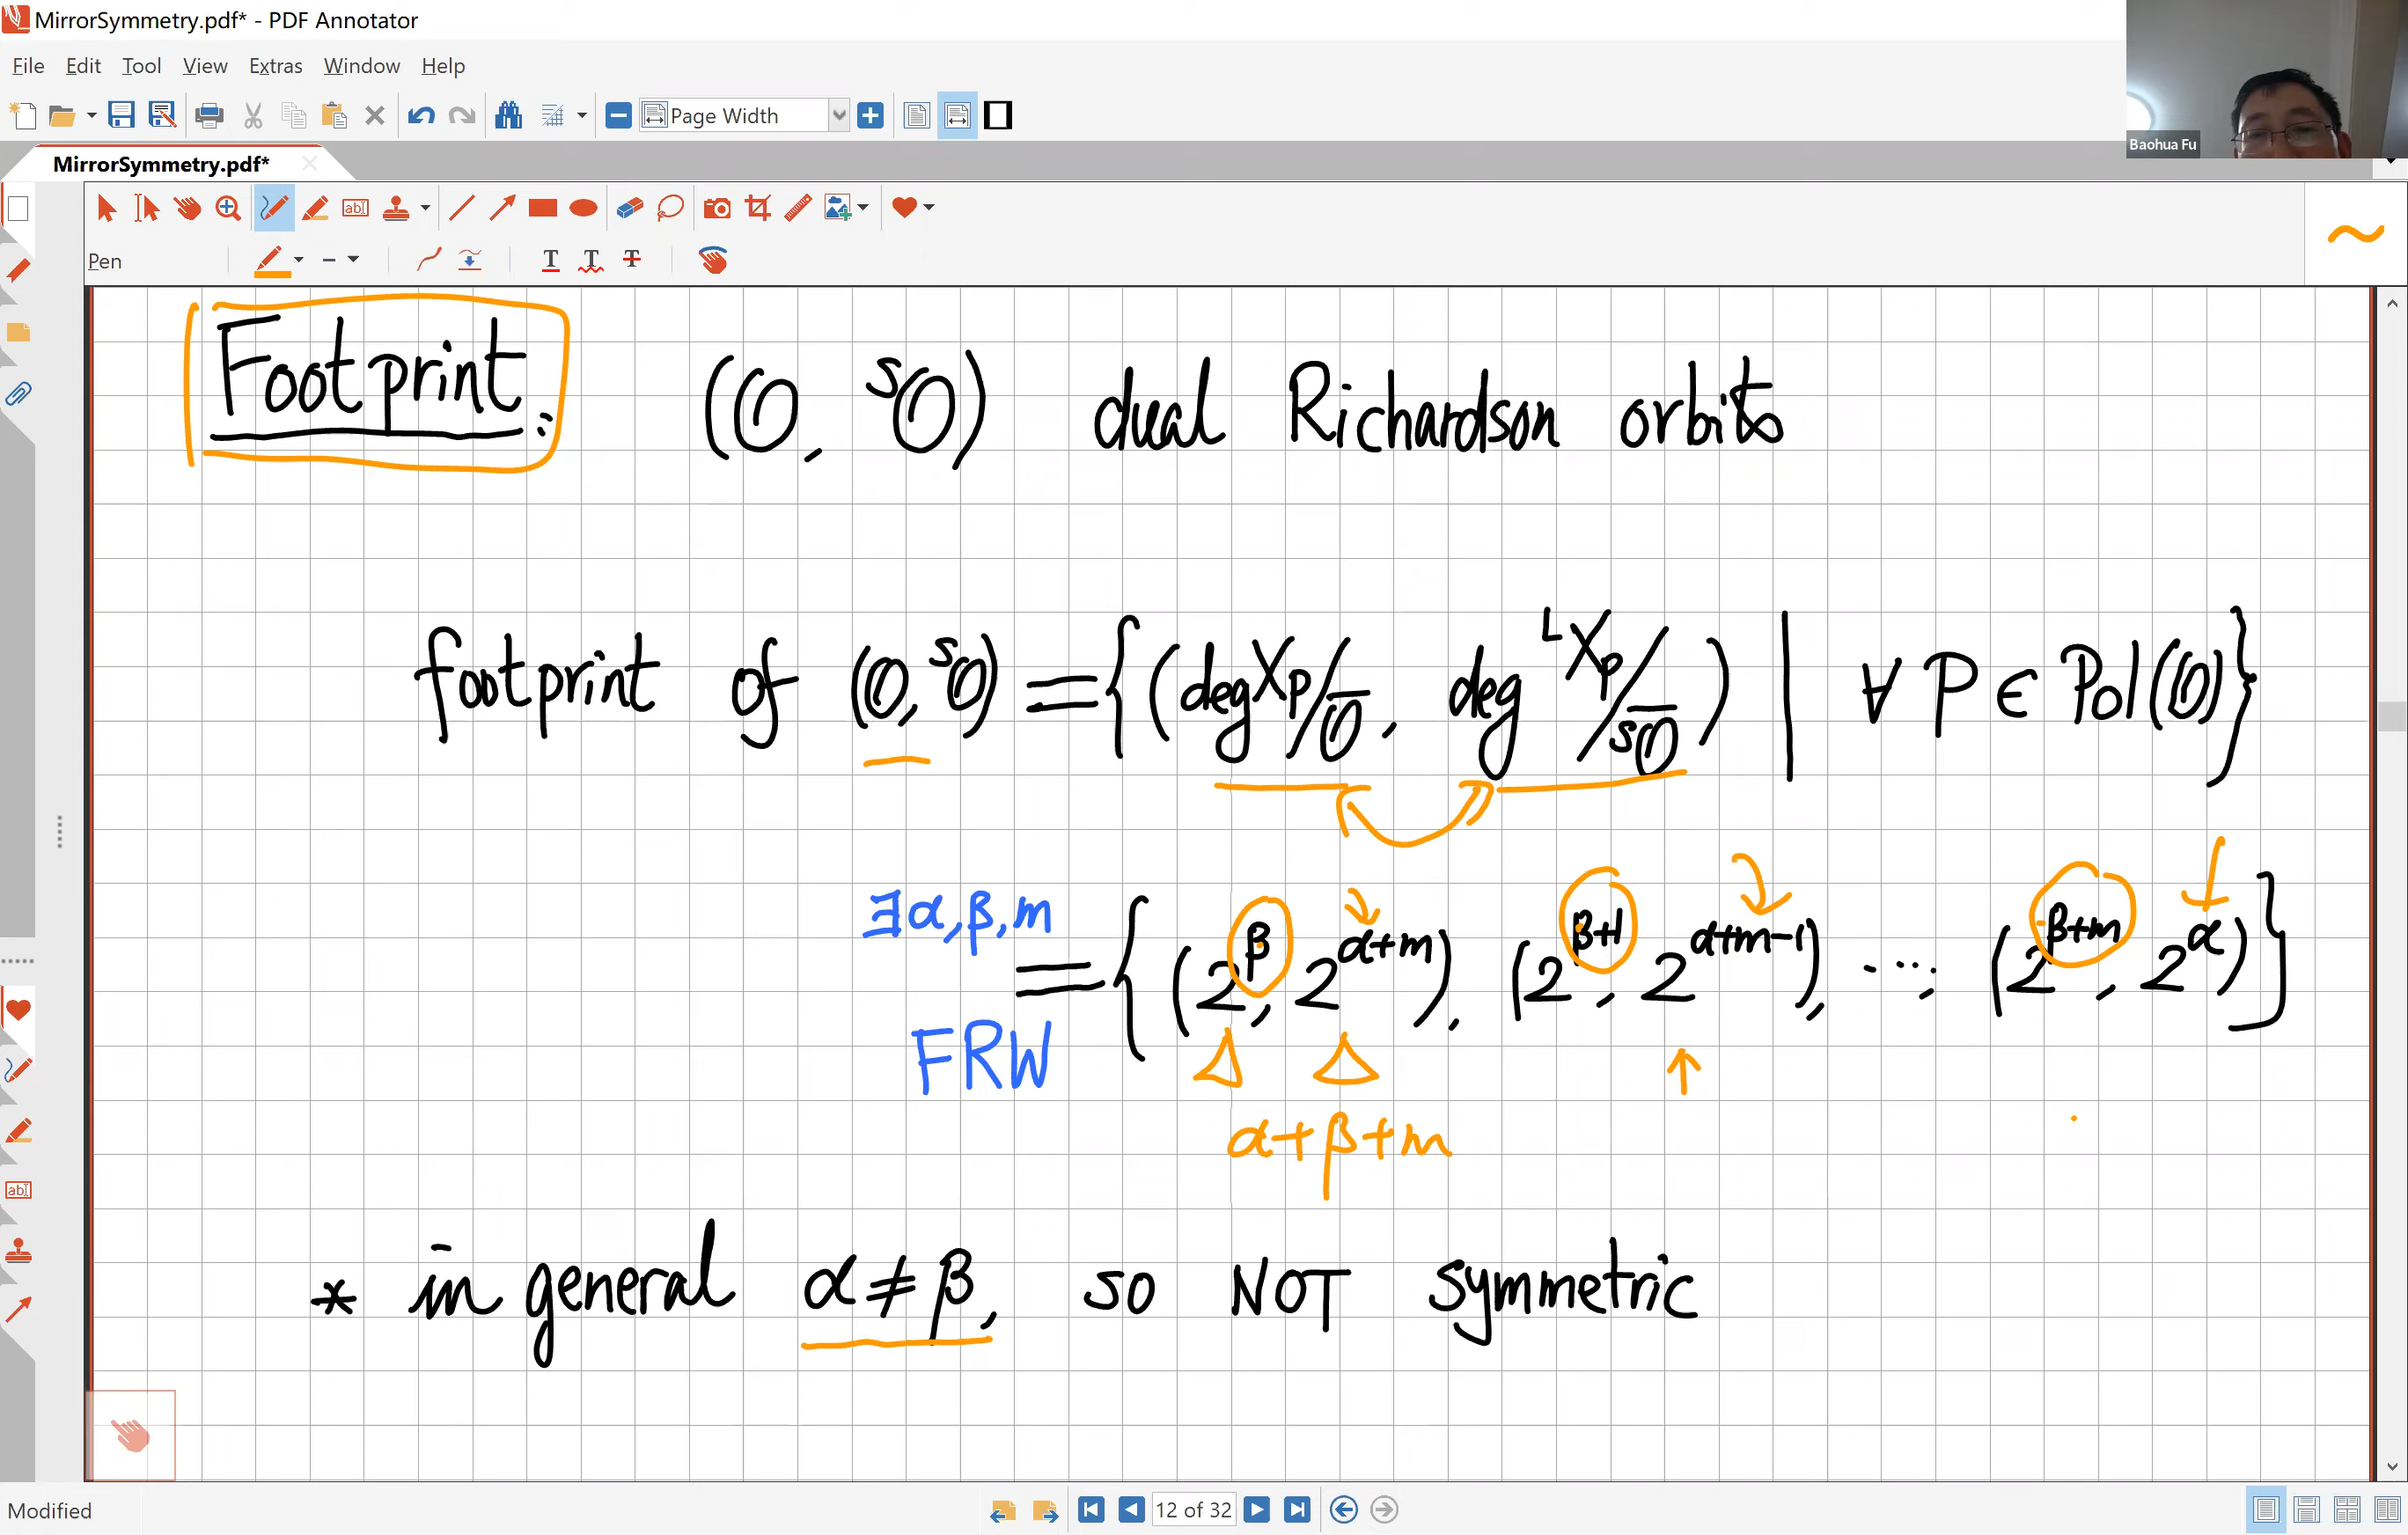 MirrorSymmetry.pdf* - PDF Annotator
File Edit Tool View Extras Window Help
Page Width
Baohua Fu
MirrorSymmetry.pdf*
Pen
Footprint: (O, ˢO) dual Richardson orbits
footprint of (O, ˢO) = {(deg X_P/O̅, deg ᴸX_P/ˢO̅) | ∀ P ∈ Pol(O)}
∃α, β, m
= {(2^β, 2^{α+m}), (2^{β+1}, 2^{α+m-1}), ⋯, (2^{β+m}, 2^α)}
FRW
α+β+m
* in general α ≠ β, so NOT symmetric
Modified
12 of 32